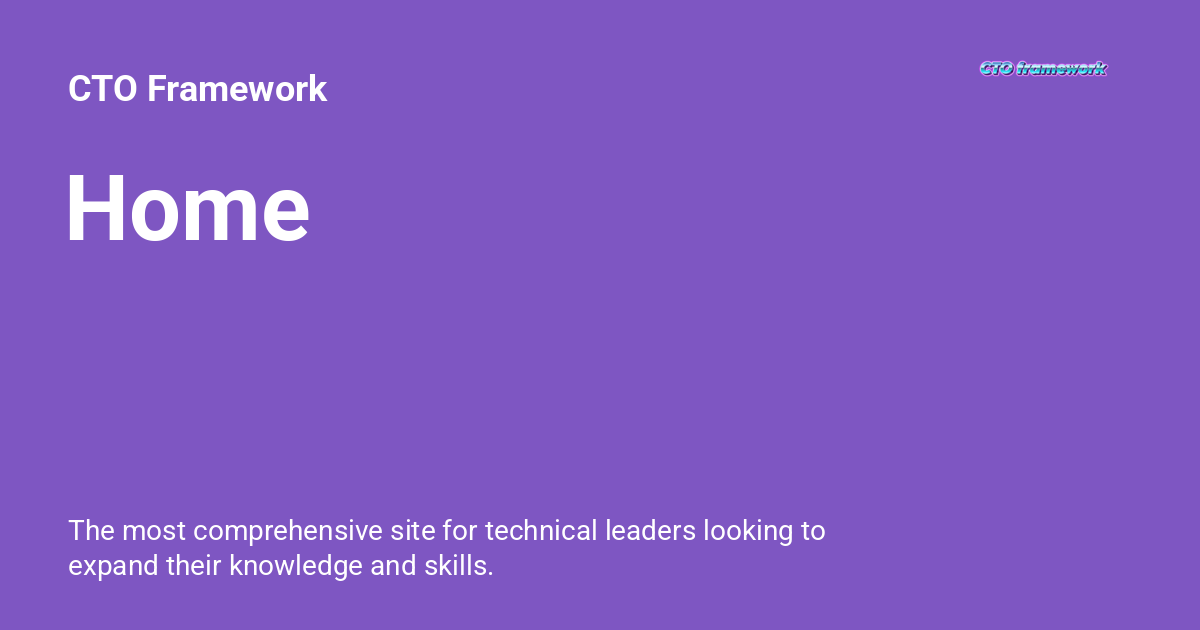 CTO Framework
CTO framework
Home
The most comprehensive site for technical leaders looking to
expand their knowledge and skills.